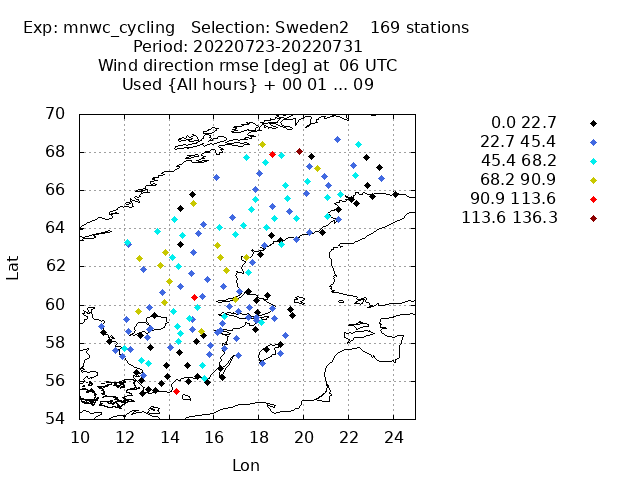 Exp: mnwc_cycling   Selection: Sweden2    169 stations
Period: 20220723-20220731
Wind direction rmse [deg] at  06 UTC
Used {All hours} + 00 01 ... 09
0.0 22.7
22.7 45.4
45.4 68.2
68.2 90.9
90.9 113.6
113.6 136.3
Lat
70
68
66
64
62
60
58
56
54
10 12 14 16 18 20 22 24
Lon